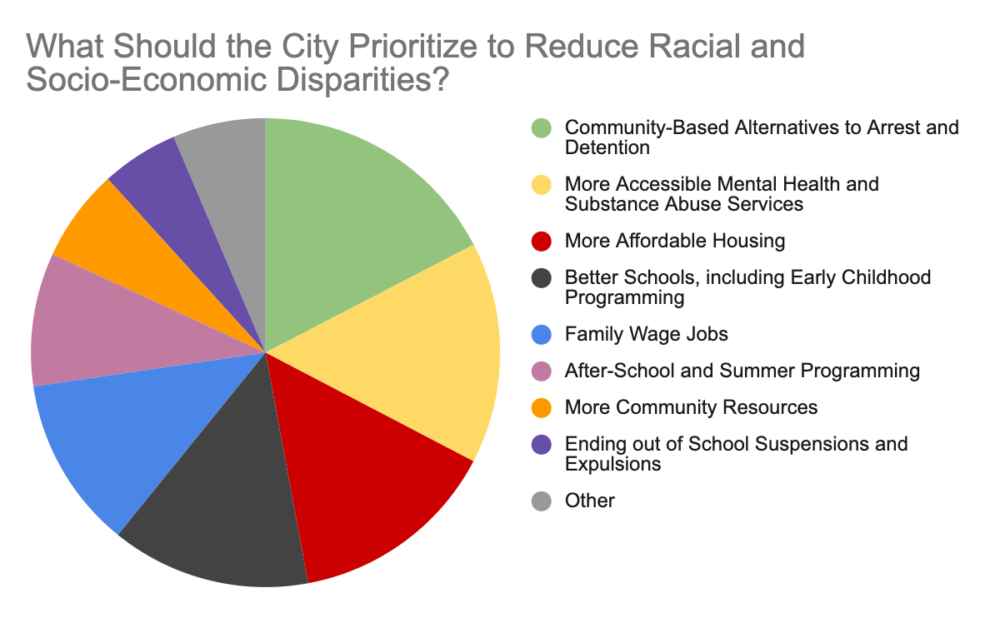 What Should the City Prioritize to Reduce Racial and
Socio-Economic Disparities?
Community-Based Alternatives to Arrest and
Detention
More Accessible Mental Health and
Substance Abuse Services
More Affordable Housing
Better Schools, including Early Childhood
Programming
Family Wage Jobs
After-School and Summer Programming
More Community Resources
Ending out of School Suspensions and
Expulsions
Other